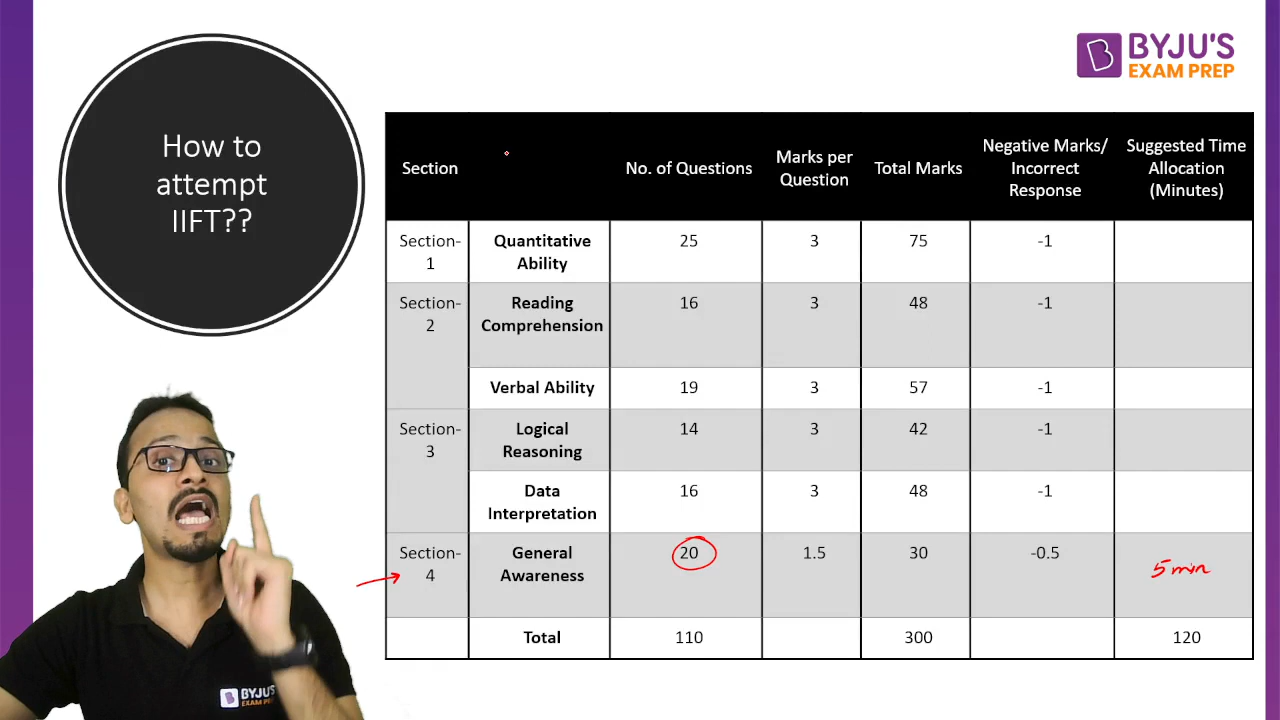 How to
attempt
IIFT??
BYJU'S
EXAM PREP
Section
No. of Questions
Marks per
Question
Total Marks
Negative Marks/
Incorrect
Response
Suggested Time
Allocation
(Minutes)
Section-
1
Quantitative
Ability
25
3
75
-1
Section-
2
Reading
Comprehension
16
3
48
-1
Verbal Ability
19
3
57
-1
Section-
3
Logical
Reasoning
14
3
42
-1
Data
Interpretation
16
3
48
-1
Section-
4
General
Awareness
20
1.5
30
-0.5
5 min
Total
110
300
120
BYJU'S
EXAM PREP